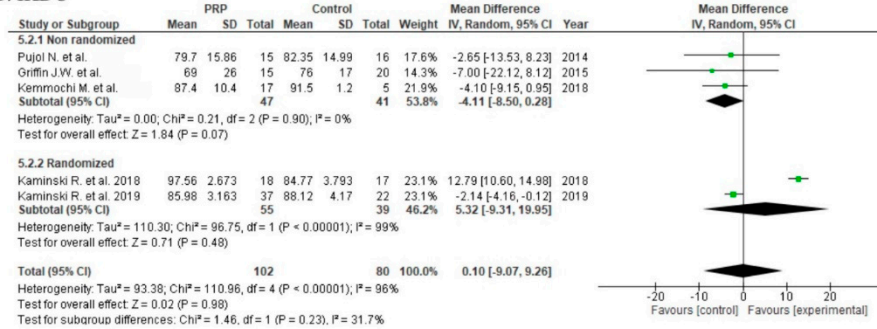 PRP Control Mean Difference Mean Difference
Study or Subgroup Mean SD Total Mean SD Total Weight IV, Random, 95% CI Year IV, Random, 95% CI
5.2.1 Non randomized
Pujol N. et al. 79.7 15.86 15 82.35 14.99 16 17.6% -2.65 [-13.53, 8.23] 2014
Griffin J.W. et al. 69 26 15 76 17 20 14.3% -7.00 [-22.12, 8.12] 2015
Kemmochi M. et al. 87.4 10.4 17 91.5 1.2 5 21.9% -4.10 [-9.15, 0.95] 2018
Subtotal (95% CI) 47 41 53.8% -4.11 [-8.50, 0.28]
Heterogeneity: Tau² = 0.00; Chi² = 0.21, df = 2 (P = 0.90); I² = 0%
Test for overall effect: Z = 1.84 (P = 0.07)
5.2.2 Randomized
Kaminski R. et al. 2018 97.56 2.673 18 84.77 3.793 17 23.1% 12.79 [10.60, 14.98] 2018
Kaminski R. et al. 2019 85.98 3.163 37 88.12 4.17 22 23.1% -2.14 [-4.16, -0.12] 2019
Subtotal (95% CI) 55 39 46.2% 5.32 [-9.31, 19.95]
Heterogeneity: Tau² = 110.30; Chi² = 96.75, df = 1 (P < 0.00001); I² = 99%
Test for overall effect: Z = 0.71 (P = 0.48)
Total (95% CI) 102 80 100.0% 0.10 [-9.07, 9.26]
Heterogeneity: Tau² = 93.38; Chi² = 110.96, df = 4 (P < 0.00001); I² = 96%
Test for overall effect: Z = 0.02 (P = 0.98)
Test for subgroup differences: Chi² = 1.46, df = 1 (P = 0.23), I² = 31.7%
-20 -10 0 10 20
Favours [control] Favours [experimental]